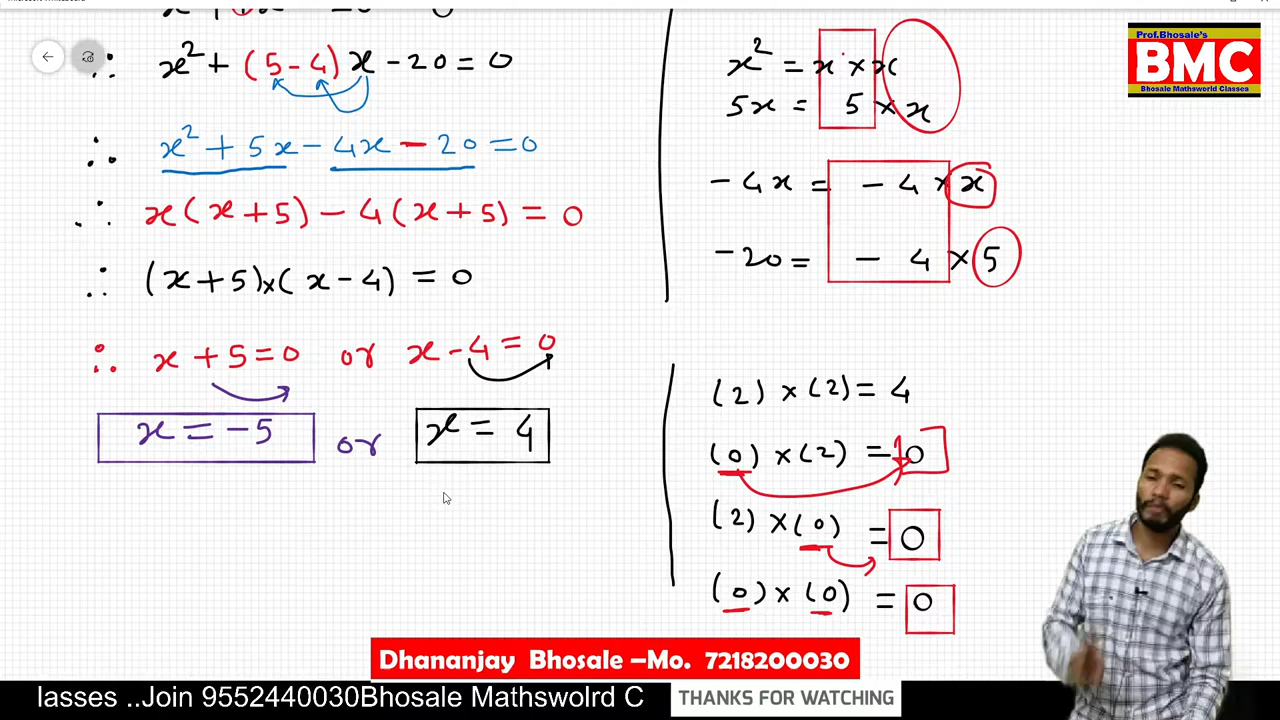 ∴ x² + (5 - 4) x - 20 = 0
∴ x² + 5x - 4x - 20 = 0
∴ x(x + 5) - 4(x + 5) = 0
∴ (x + 5) × (x - 4) = 0
∴ x + 5 = 0 or x - 4 = 0
x = -5 or x = 4
x² = x × x
5x = 5 × x
- 4x = - 4 × x
- 20 = - 4 × 5
(2) × (2) = 4
(0) × (2) = 0
(2) × (0) = 0
(0) × (0) = 0
Prof.Bhosale's
BMC
Bhosale Mathsworld Classes
Dhananjay Bhosale –Mo. 7218200030
lasses ..Join 9552440030Bhosale Mathswolrd C
THANKS FOR WATCHING